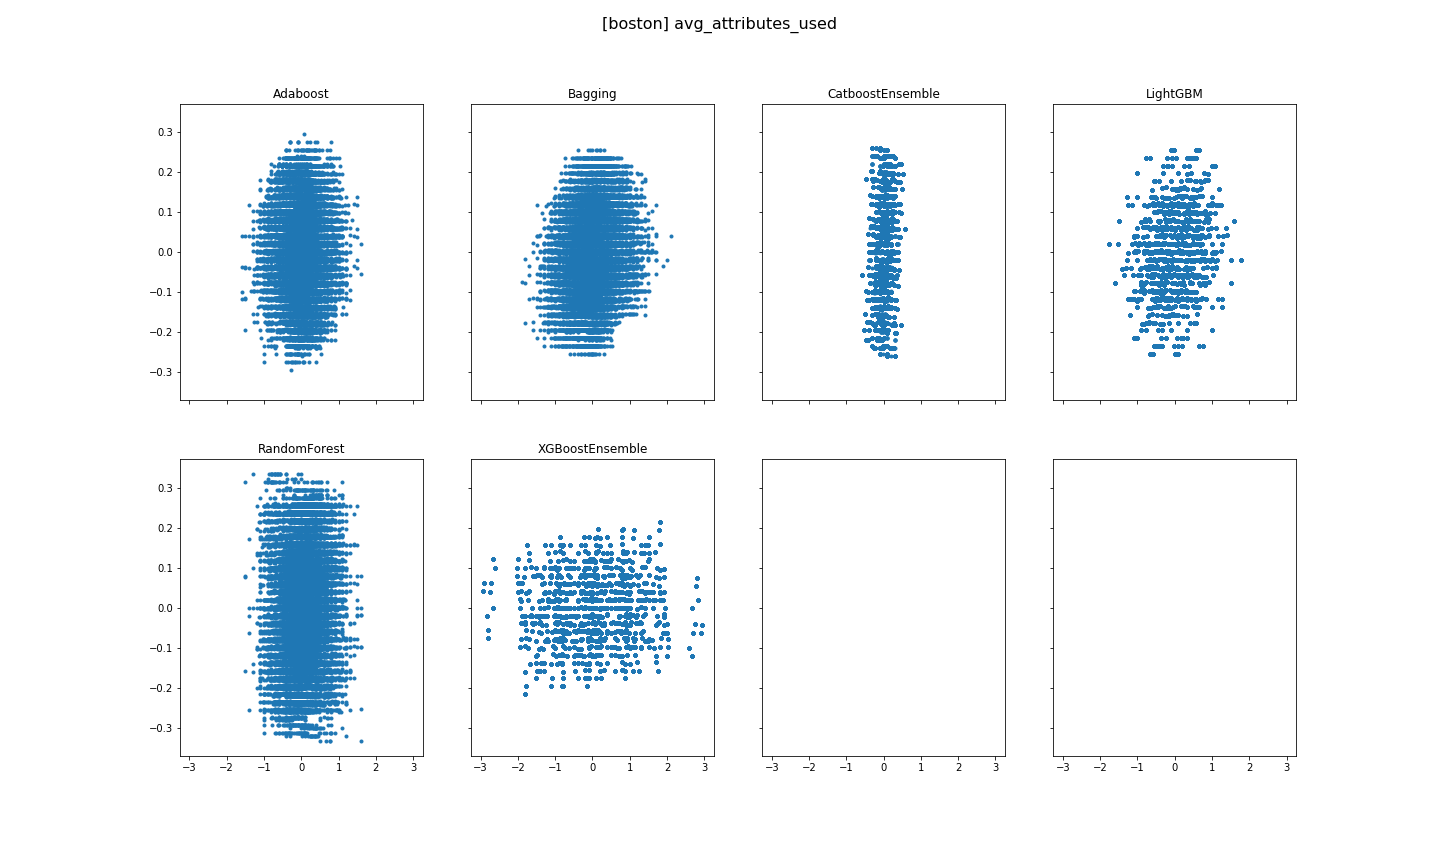 [boston] avg_attributes_used
Adaboost
Bagging
CatboostEnsemble
LightGBM
0.3
0.2
0.1
0.0
−0.1
−0.2
−0.3
RandomForest
XGBoostEnsemble
0.3
0.2
0.1
0.0
−0.1
−0.2
−0.3
−3 −2 −1 0 1 2 3
−3 −2 −1 0 1 2 3
−3 −2 −1 0 1 2 3
−3 −2 −1 0 1 2 3